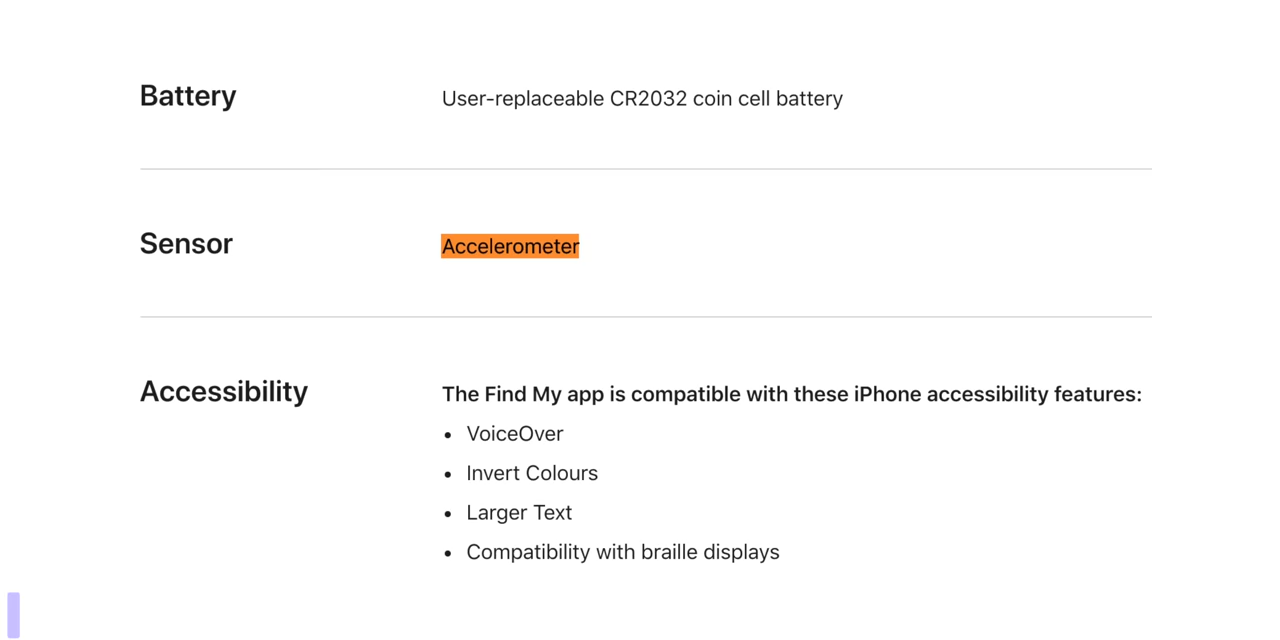 Battery
User-replaceable CR2032 coin cell battery
Sensor
Accelerometer
Accessibility
The Find My app is compatible with these iPhone accessibility features:
• VoiceOver
• Invert Colours
• Larger Text
• Compatibility with braille displays